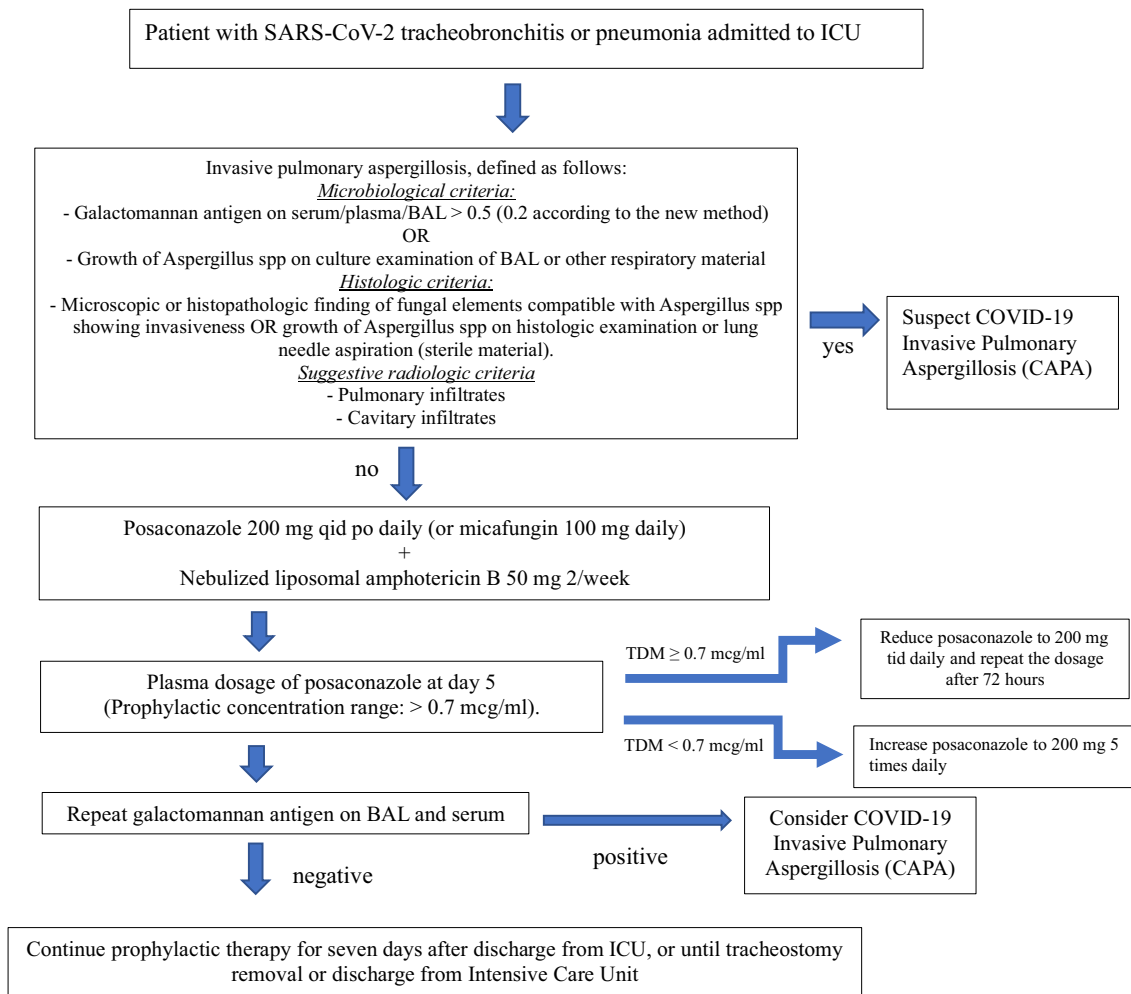 Patient with SARS-CoV-2 tracheobronchitis or pneumonia admitted to ICU
Invasive pulmonary aspergillosis, defined as follows:
Microbiological criteria:
- Galactomannan antigen on serum/plasma/BAL > 0.5 (0.2 according to the new method)
OR
- Growth of Aspergillus spp on culture examination of BAL or other respiratory material
Histologic criteria:
- Microscopic or histopathologic finding of fungal elements compatible with Aspergillus spp
showing invasiveness OR growth of Aspergillus spp on histologic examination or lung
needle aspiration (sterile material).
Suggestive radiologic criteria
- Pulmonary infiltrates
- Cavitary infiltrates
yes
Suspect COVID-19
Invasive Pulmonary
Aspergillosis (CAPA)
no
Posaconazole 200 mg qid po daily (or micafungin 100 mg daily)
+
Nebulized liposomal amphotericin B 50 mg 2/week
Plasma dosage of posaconazole at day 5
(Prophylactic concentration range: > 0.7 mcg/ml).
TDM ≥ 0.7 mcg/ml
Reduce posaconazole to 200 mg
tid daily and repeat the dosage
after 72 hours
TDM < 0.7 mcg/ml
Increase posaconazole to 200 mg 5
times daily
Repeat galactomannan antigen on BAL and serum
positive
Consider COVID-19
Invasive Pulmonary
Aspergillosis (CAPA)
negative
Continue prophylactic therapy for seven days after discharge from ICU, or until tracheostomy
removal or discharge from Intensive Care Unit